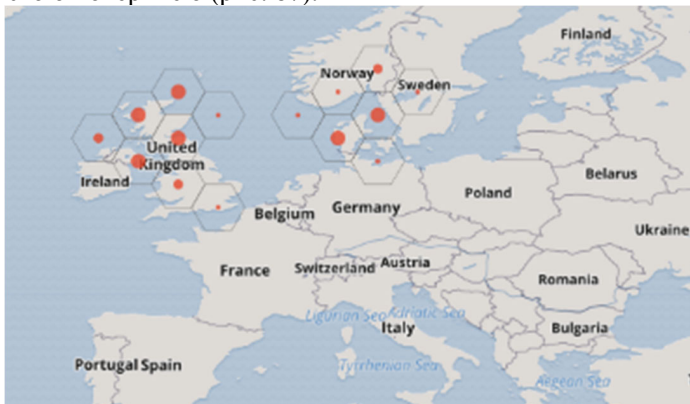 Finland
Norway
Sweden
United
Kingdom
Ireland
Belarus
Poland
Belgium
Germany
Ukraine
France
Switzerland
Austria
Romania
Ligurian Sea
Adriatic Sea
Italy
Bulgaria
Portugal
Spain
Tyrrhenian Sea
Aegean Sea